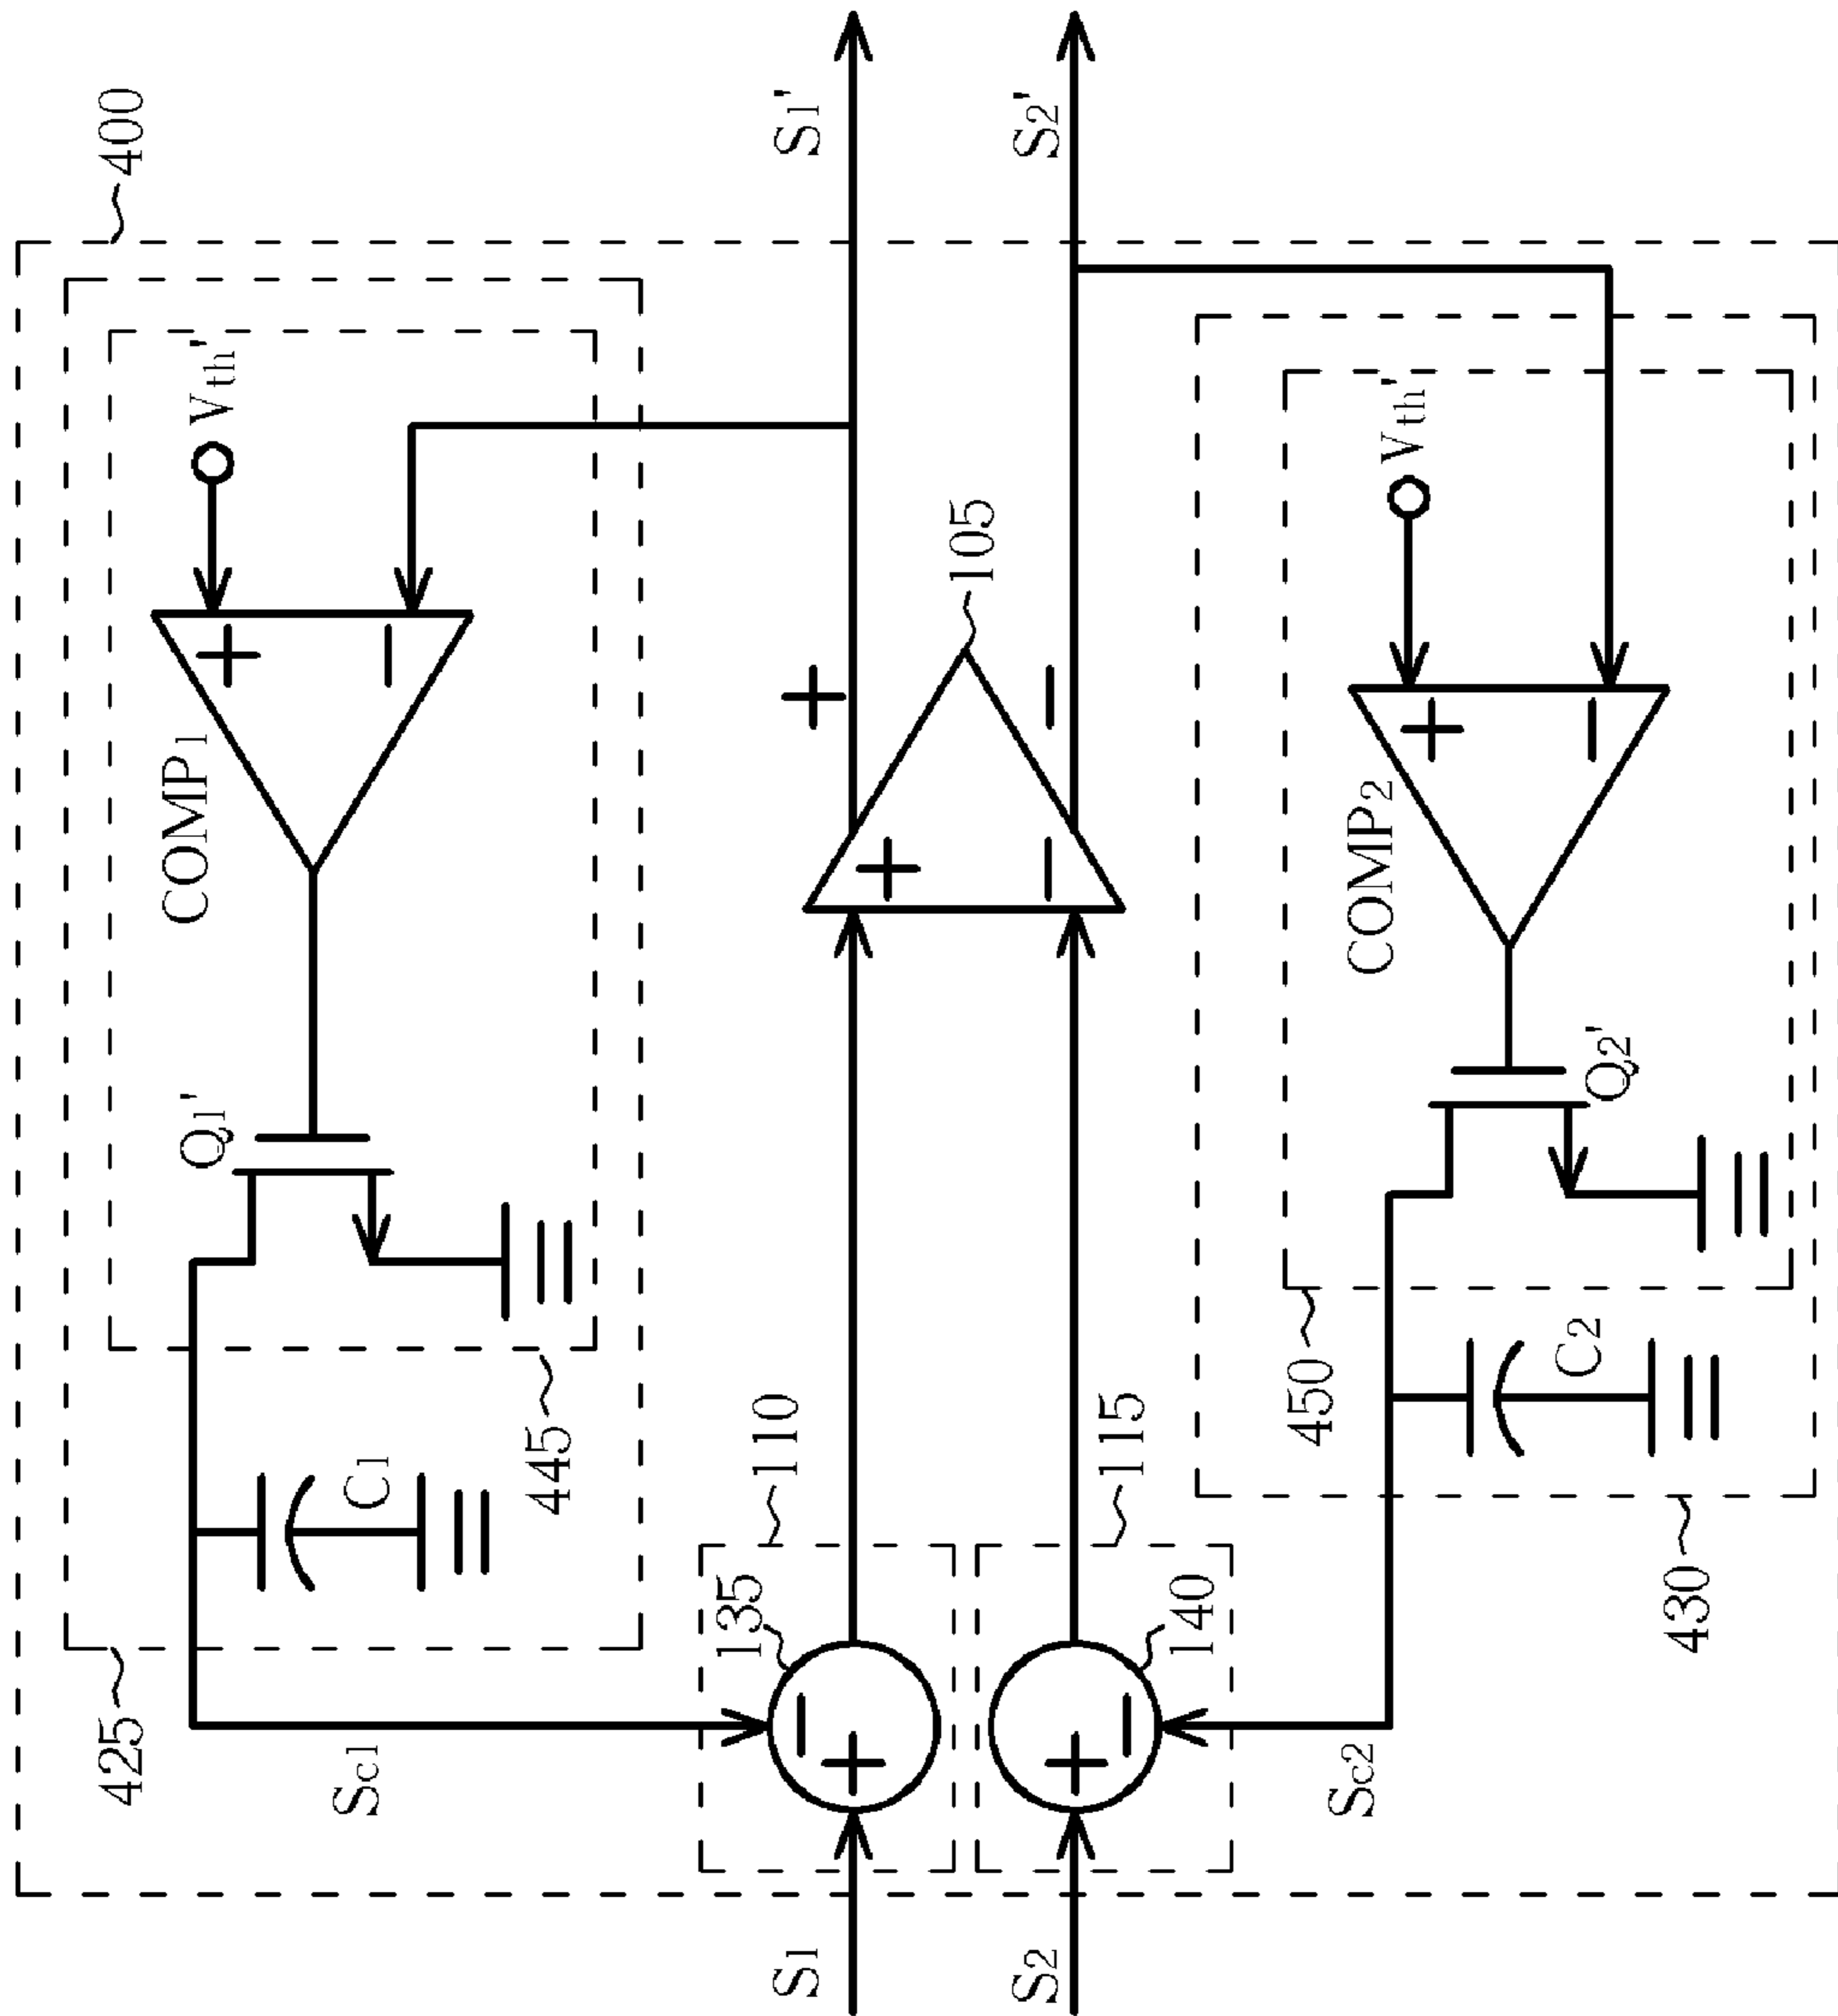 400
S1'
S2'
Vth'
Vth'
105
COMP1
COMP2
Q1'
Q2'
C1
C2
445
450
110
115
135
140
425
430
Sc1
Sc2
S1
S2
+
−
+
−
+
−
+
−
−
+
+
−